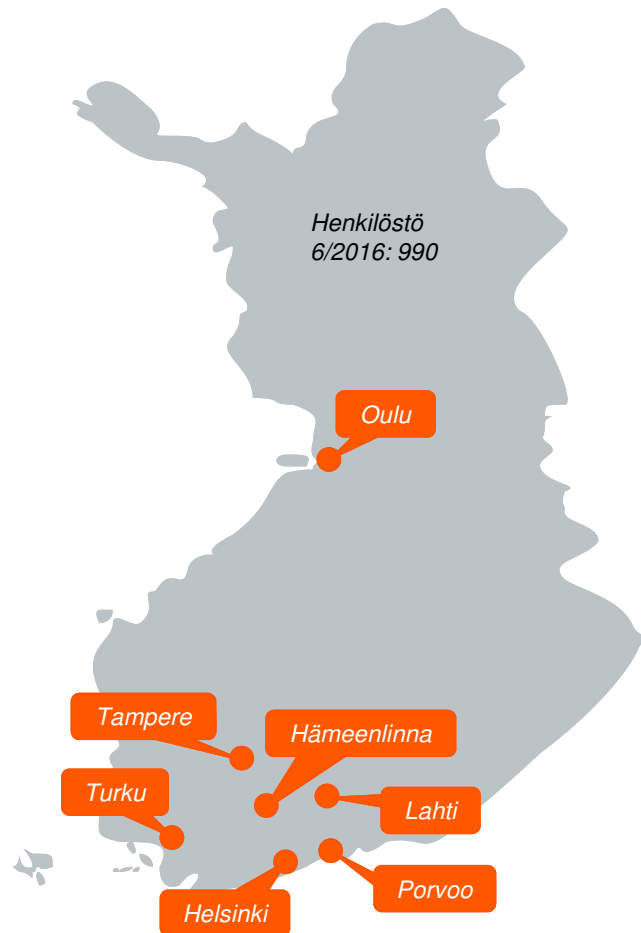 Henkilöstö
6/2016: 990
Oulu
Tampere
Hämeenlinna
Turku
Lahti
Porvoo
Helsinki